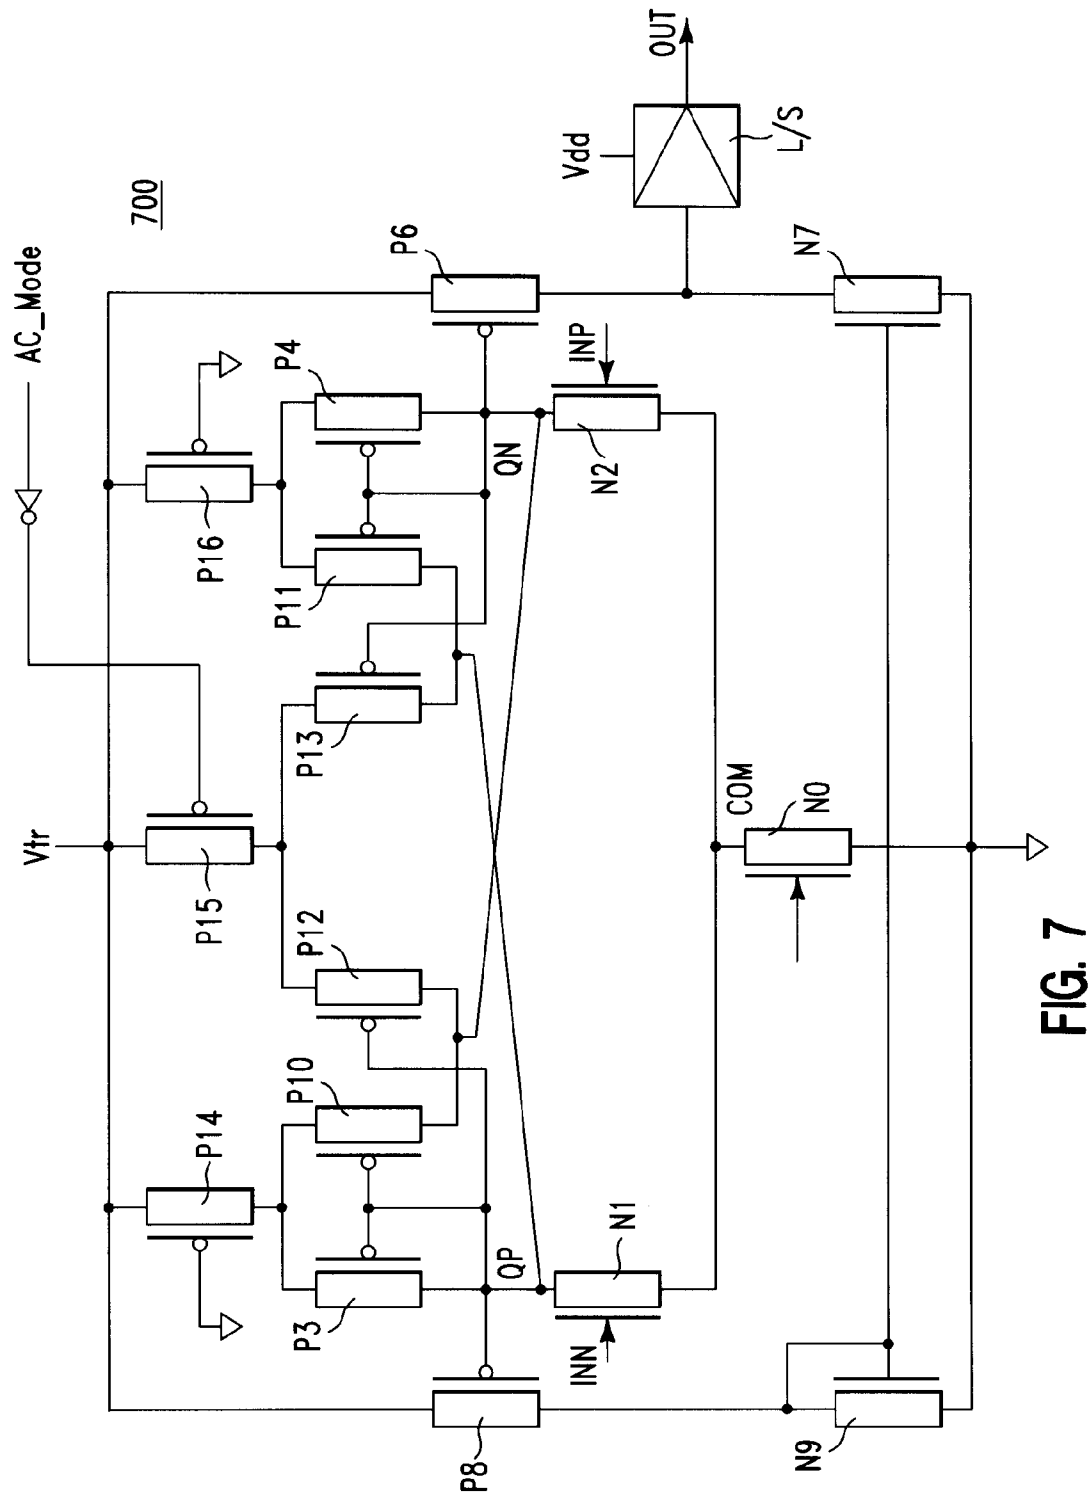 700
AC_Mode
Vtr
Vdd
OUT
L/S
P16
P15
P14
P4
P11
P13
P12
P10
P3
P6
P8
QN
QP
INP
INN
N2
N1
COM
N0
N7
N9
FIG. 7